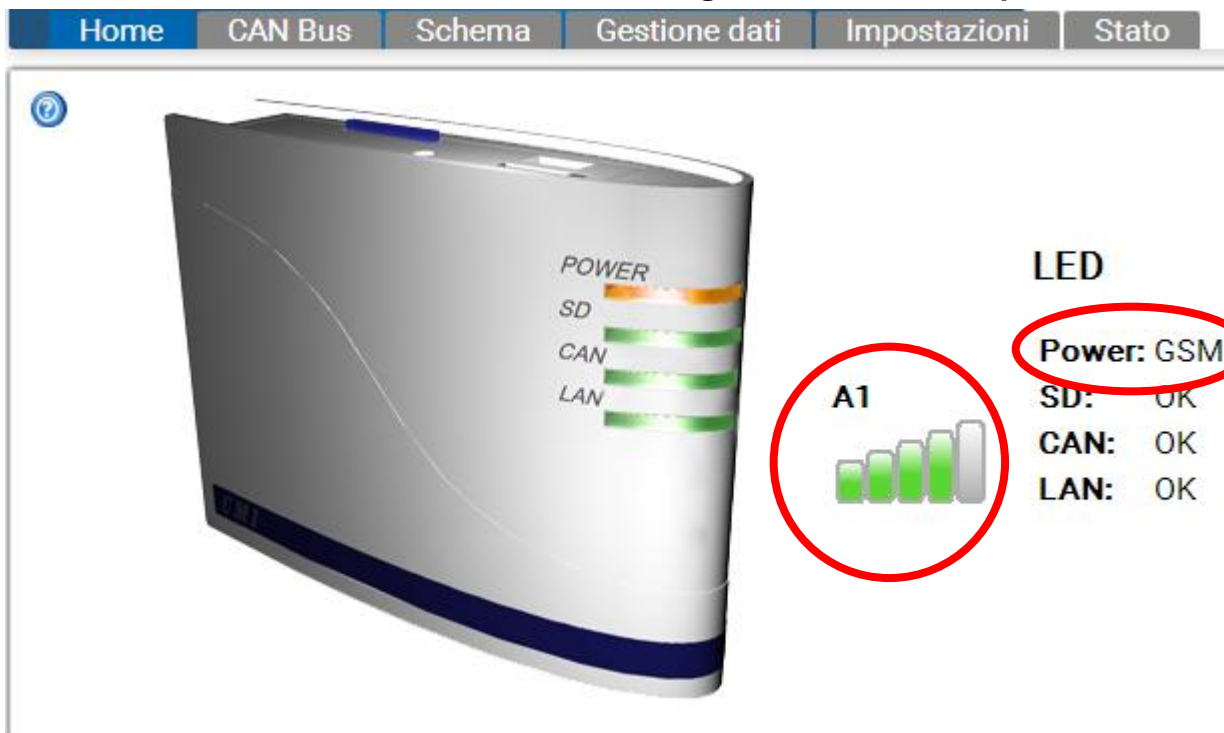 Home CAN Bus Schema Gestione dati Impostazioni Stato
POWER
SD
CAN
LAN
A1
LED
Power: GSM
SD: OK
CAN: OK
LAN: OK